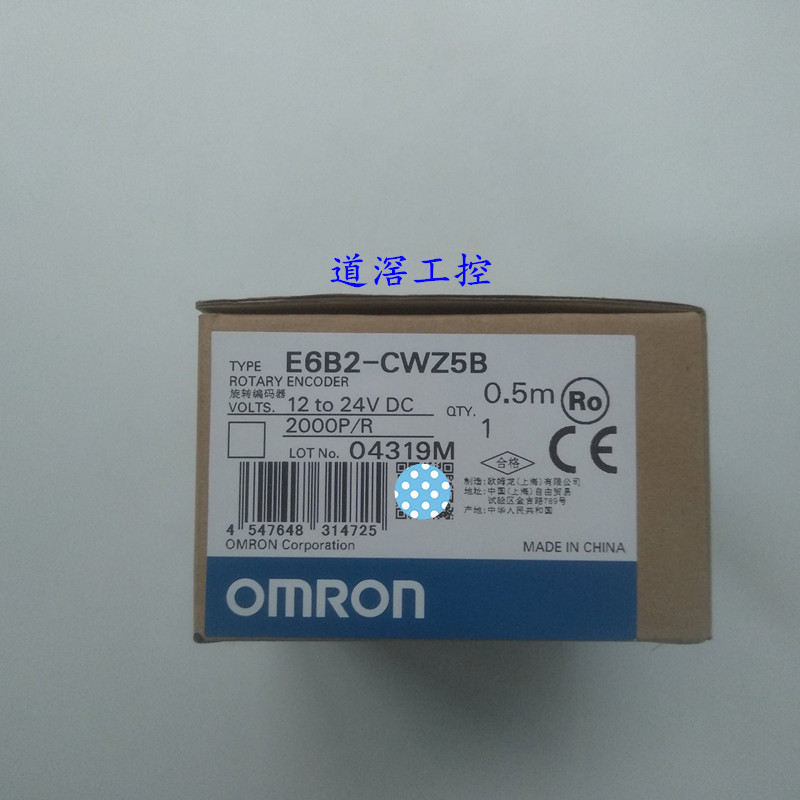 道滘工控
TYPE E6B2-CWZ5B
ROTARY ENCODER
旋转编码器
VOLTS. 12 to 24V DC
QTY. 0.5m
2000P/R
1
Ro
LOT No. 04319M
CE
合格
制造: 欧姆龙(上海)有限公司
地址: 中国(上海)自由贸易
试验区金吉路789号
产地: 中华人民共和国
4 547648 314725
OMRON Corporation
MADE IN CHINA
OMRON